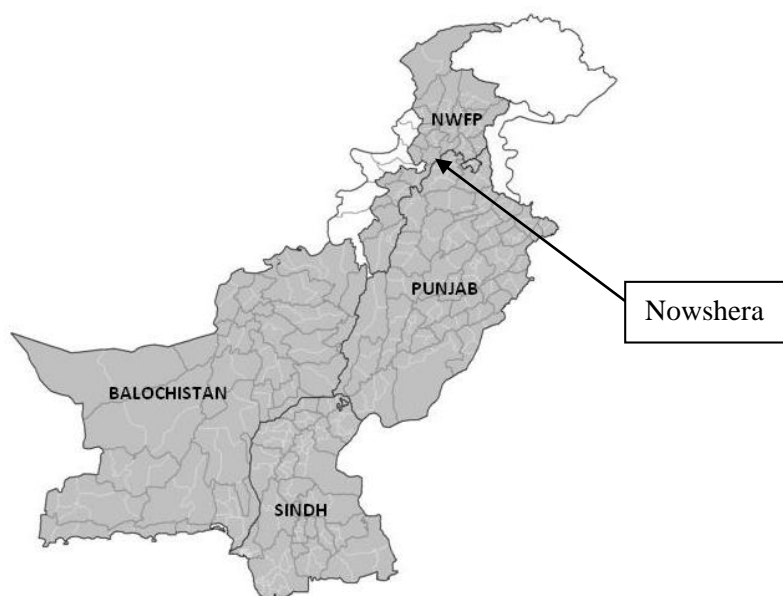 NWFP
PUNJAB
Nowshera
BALOCHISTAN
SINDH